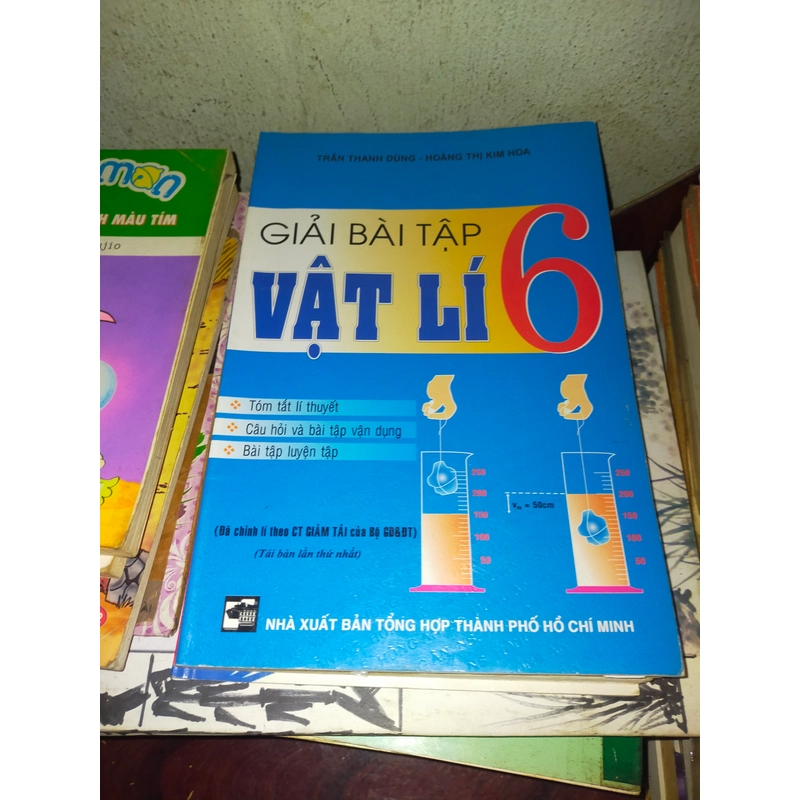 TRẦN THANH DŨNG - HOÀNG THỊ KIM HOA
GIẢI BÀI TẬP
VẬT LÍ 6
Tóm tắt lí thuyết
Câu hỏi và bài tập vận dụng
Bài tập luyện tập
250
200
150
100
50
V₀ = 50cm
250
200
150
100
50
(Đã chỉnh lí theo CT GIẢM TẢI của Bộ GD&ĐT)
(Tái bản lần thứ nhất)
NHÀ XUẤT BẢN TỔNG HỢP THÀNH PHỐ HỒ CHÍ MINH
MÀU TÍM